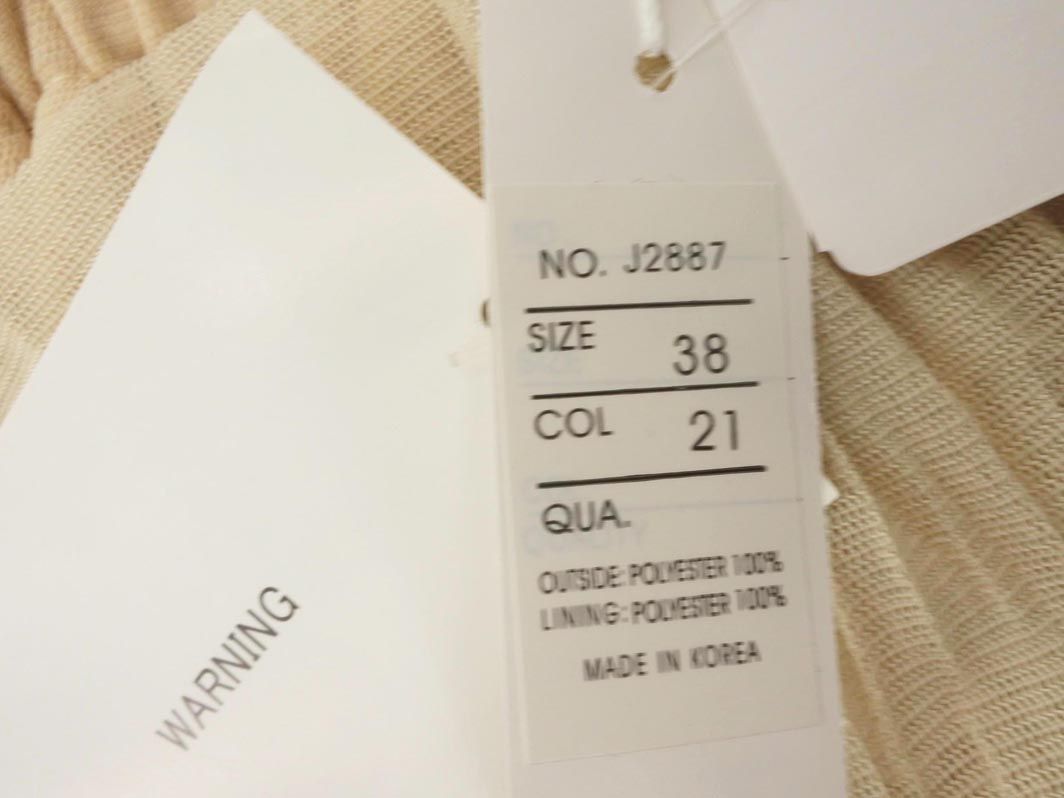 NO. J2887
SIZE 38
COL 21
QUA.
OUTSIDE: POLYESTER 100%
LINING: POLYESTER 100%
MADE IN KOREA
WARNING